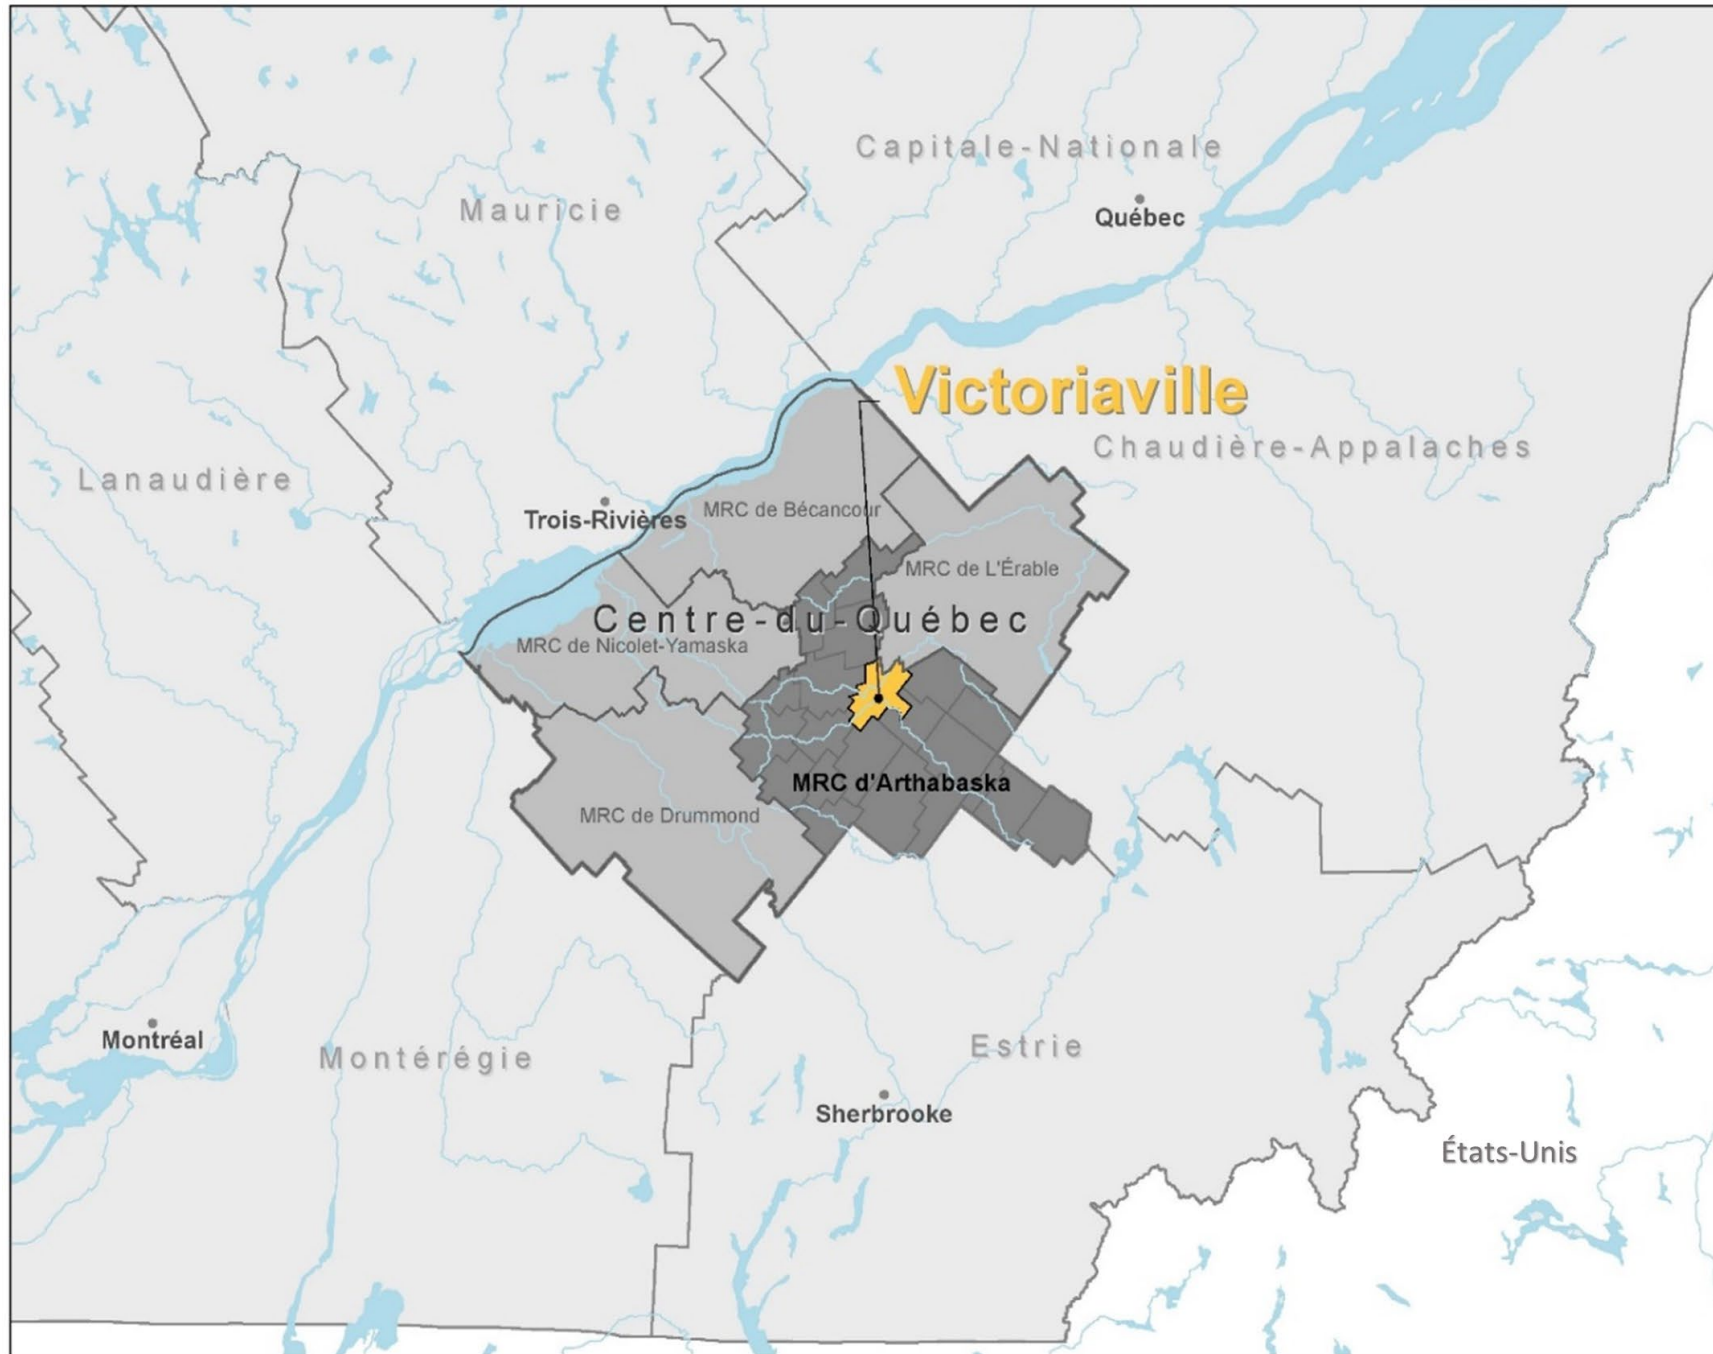 Capitale-Nationale
Mauricie
Québec
Victoriaville
Chaudière-Appalaches
Lanaudière
Trois-Rivières
MRC de Bécancour
MRC de L'Érable
Centre-du-Québec
MRC de Nicolet-Yamaska
MRC d'Arthabaska
MRC de Drummond
Montréal
Montérégie
Estrie
Sherbrooke
États-Unis